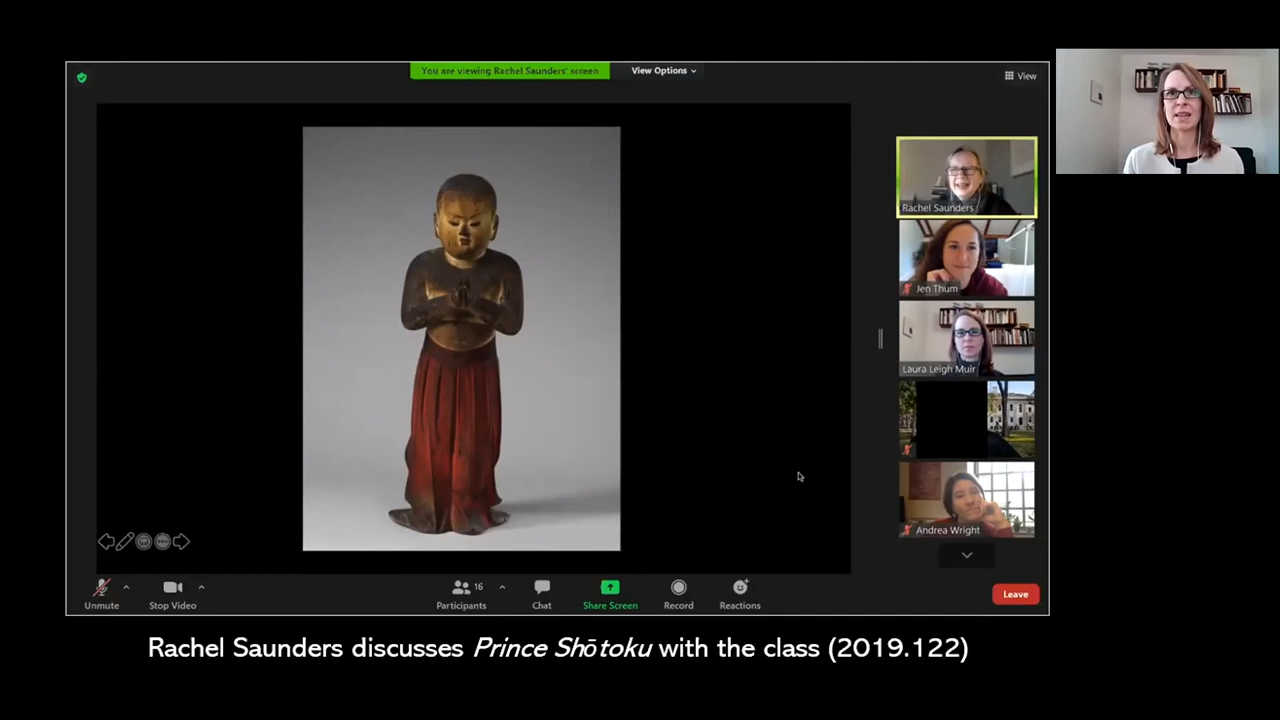 You are viewing Rachel Saunders' screen
View Options
View
Rachel Saunders
Jen Thum
Laura Leigh Muir
Andrea Wright
Unmute
Stop Video
16
Participants
Chat
Share Screen
Record
Reactions
Leave
Rachel Saunders discusses Prince Shōtoku with the class (2019.122)